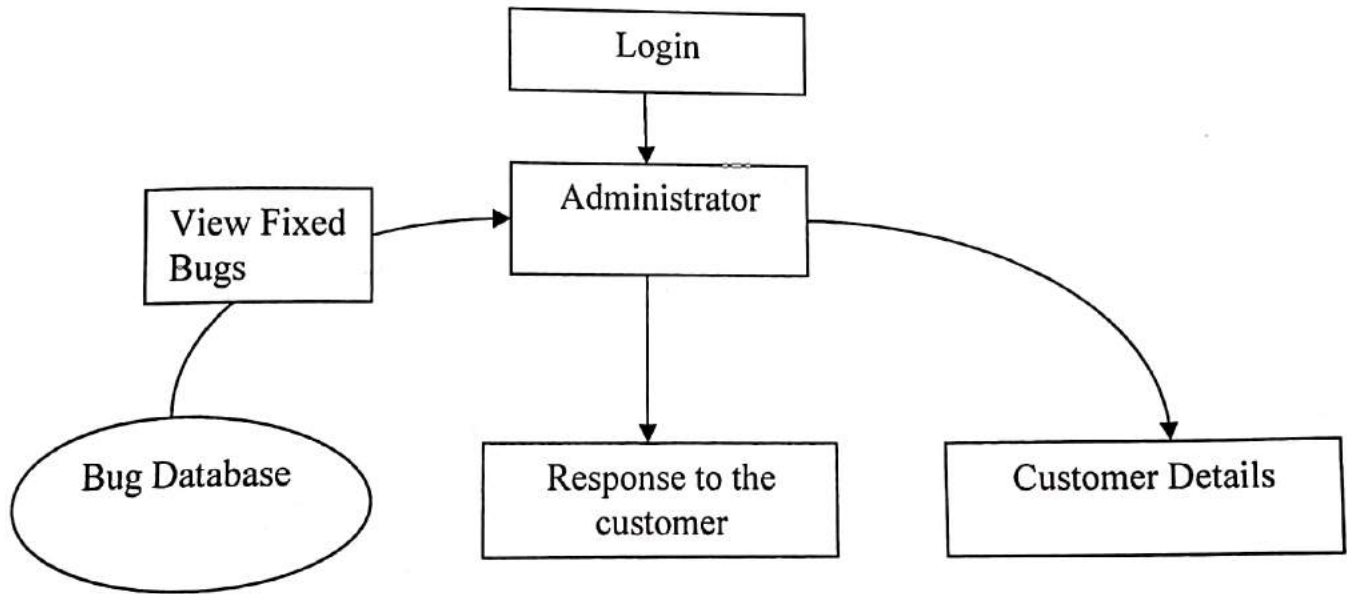 Login
Administrator
View Fixed
Bugs
Bug Database
Response to the
customer
Customer Details